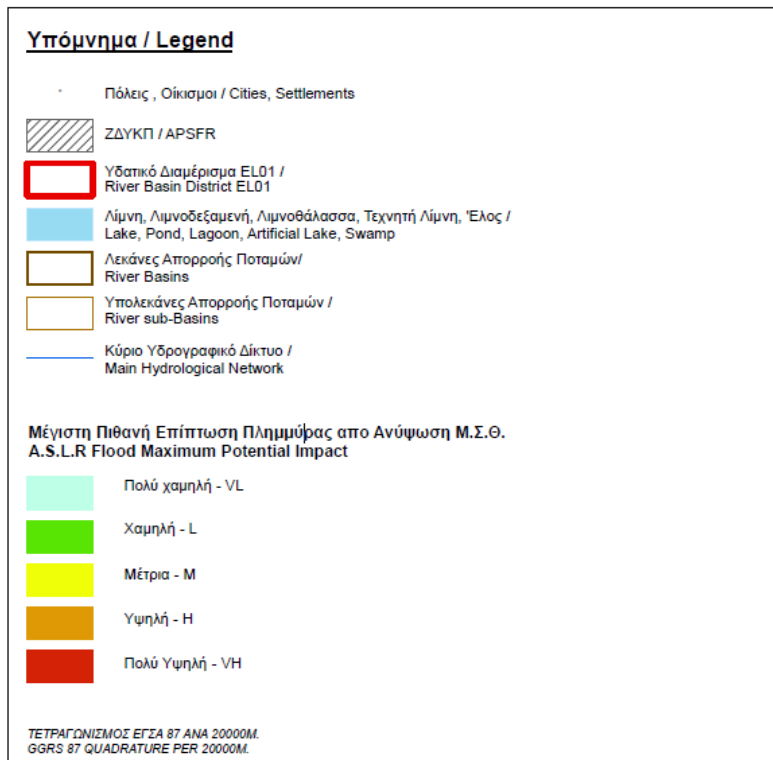 Υπόμνημα / Legend
Πόλεις , Οίκισμοι / Cities, Settlements
ΖΔΥΚΠ / APSFR
Υδατικό Διαμέρισμα EL01 /
River Basin District EL01
Λίμνη, Λιμνοδεξαμενή, Λιμνοθάλασσα, Τεχνητή Λίμνη, 'Ελος /
Lake, Pond, Lagoon, Artificial Lake, Swamp
Λεκάνες Απορροής Ποταμών/
River Basins
Υπολεκάνες Απορροής Ποταμών /
River sub-Basins
Κύριο Υδρογραφικό Δίκτυο /
Main Hydrological Network
Μέγιστη Πιθανή Επίπτωση Πλημμύρας απο Ανύψωση Μ.Σ.Θ.
A.S.L.R Flood Maximum Potential Impact
Πολύ χαμηλή - VL
Χαμηλή - L
Μέτρια - M
Υψηλή - H
Πολύ Υψηλή - VH
ΤΕΤΡΑΓΩΝΙΣΜΟΣ ΕΓΣΑ 87 ΑΝΑ 20000Μ.
GGRS 87 QUADRATURE PER 20000M.